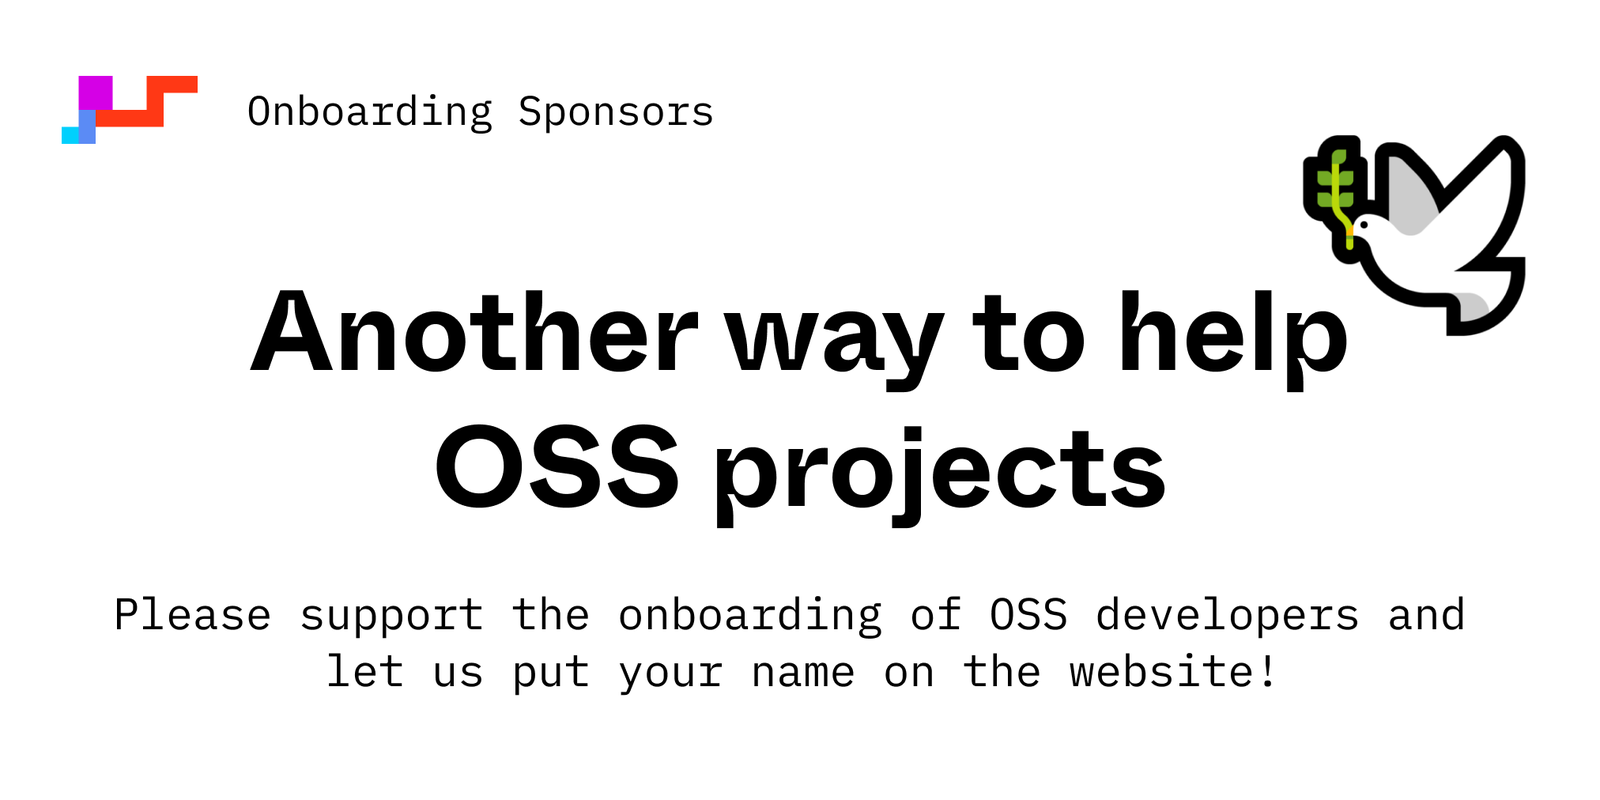 Onboarding Sponsors
Another way to help
OSS projects
Please support the onboarding of OSS developers and
let us put your name on the website!